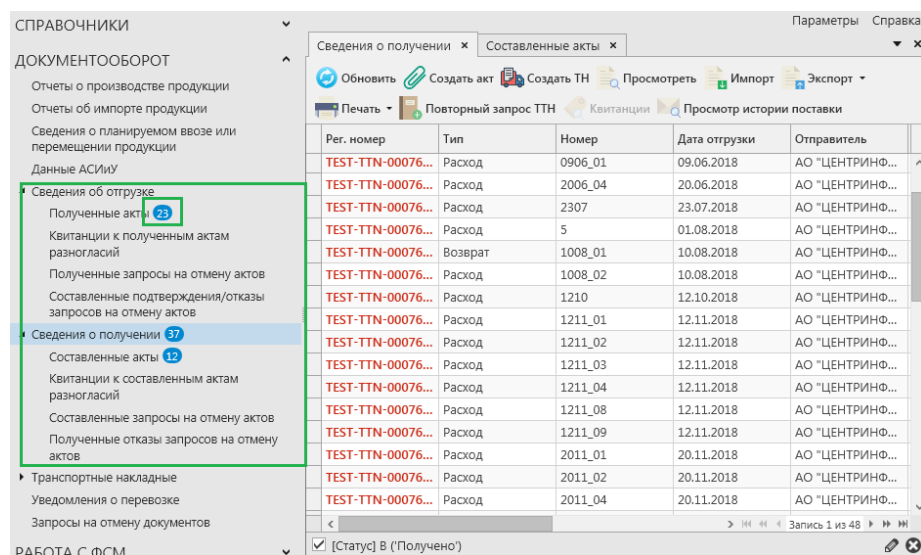 Параметры Справка
СПРАВОЧНИКИ
ДОКУМЕНТООБОРОТ
Отчеты о производстве продукции
Отчеты об импорте продукции
Сведения о планируемом ввозе или
перемещении продукции
Данные АСИиУ
Сведения об отгрузке
Полученные акты 23
Квитанции к полученным актам
разногласий
Полученные запросы на отмену актов
Составленные подтверждения/отказы
запросов на отмену актов
Сведения о получении 37
Составленные акты 12
Квитанции к составленным актам
разногласий
Составленные запросы на отмену актов
Полученные отказы запросов на отмену
актов
Транспортные накладные
Уведомления о перевозке
Запросы на отмену документов
РАБОТА С ФСМ
Сведения о получении × Составленные акты ×
Обновить Создать акт Создать ТН Просмотреть Импорт Экспорт
Печать Повторный запрос ТТН Квитанции Просмотр истории поставки
Рег. номер Тип Номер Дата отгрузки Отправитель
TEST-TTN-00076... Расход 0906_01 09.06.2018 АО "ЦЕНТРИНФ...
TEST-TTN-00076... Расход 2006_04 20.06.2018 АО "ЦЕНТРИНФ...
TEST-TTN-00076... Расход 2307 23.07.2018 АО "ЦЕНТРИНФ...
TEST-TTN-00076... Расход 5 01.08.2018 АО "ЦЕНТРИНФ...
TEST-TTN-00076... Возврат 1008_01 10.08.2018 АО "ЦЕНТРИНФ...
TEST-TTN-00076... Расход 1008_02 10.08.2018 АО "ЦЕНТРИНФ...
TEST-TTN-00076... Расход 1210 12.10.2018 АО "ЦЕНТРИНФ...
TEST-TTN-00076... Расход 1211_01 12.11.2018 АО "ЦЕНТРИНФ...
TEST-TTN-00076... Расход 1211_02 12.11.2018 АО "ЦЕНТРИНФ...
TEST-TTN-00076... Расход 1211_03 12.11.2018 АО "ЦЕНТРИНФ...
TEST-TTN-00076... Расход 1211_04 12.11.2018 АО "ЦЕНТРИНФ...
TEST-TTN-00076... Расход 1211_08 12.11.2018 АО "ЦЕНТРИНФ...
TEST-TTN-00076... Расход 1211_09 12.11.2018 АО "ЦЕНТРИНФ...
TEST-TTN-00076... Расход 2011_01 20.11.2018 АО "ЦЕНТРИНФ...
TEST-TTN-00076... Расход 2011_02 20.11.2018 АО "ЦЕНТРИНФ...
TEST-TTN-00076... Расход 2011_04 20.11.2018 АО "ЦЕНТРИНФ...
Запись 1 из 48
[Статус] В ('Получено')